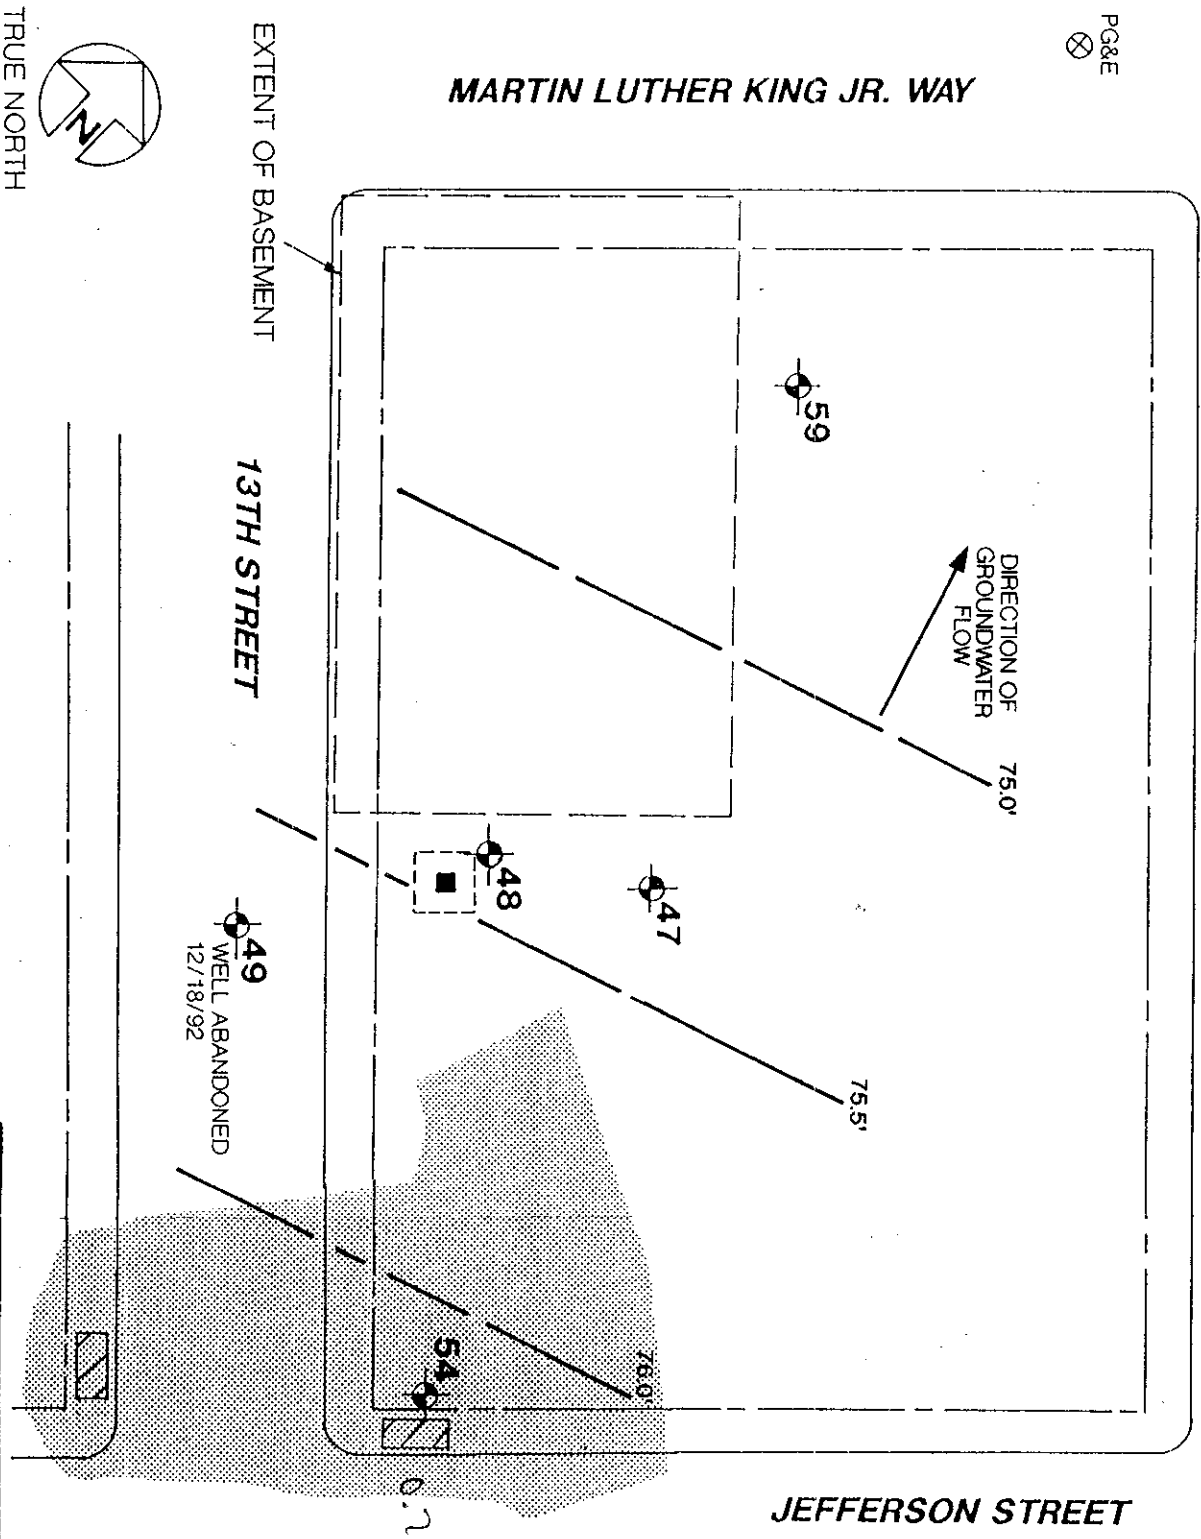 PG&E
MARTIN LUTHER KING JR. WAY
TRUE NORTH
N
EXTENT OF BASEMENT
59
13TH STREET
DIRECTION OF
GROUNDWATER
FLOW
75.0'
48
47
49
WELL ABANDONED
12/18/92
75.5'
54
76.0'
JEFFERSON STREET